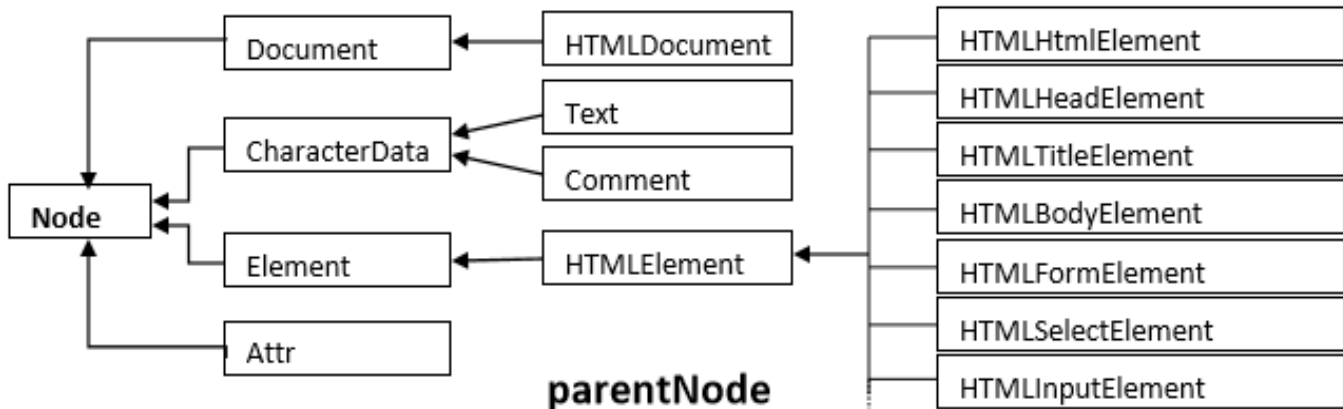 Document
HTMLDocument
HTMLHtmlElement
HTMLHeadElement
Text
CharacterData
HTMLTitleElement
Comment
Node
HTMLBodyElement
Element
HTMLElement
HTMLFormElement
HTMLSelectElement
Attr
parentNode
HTMLInputElement